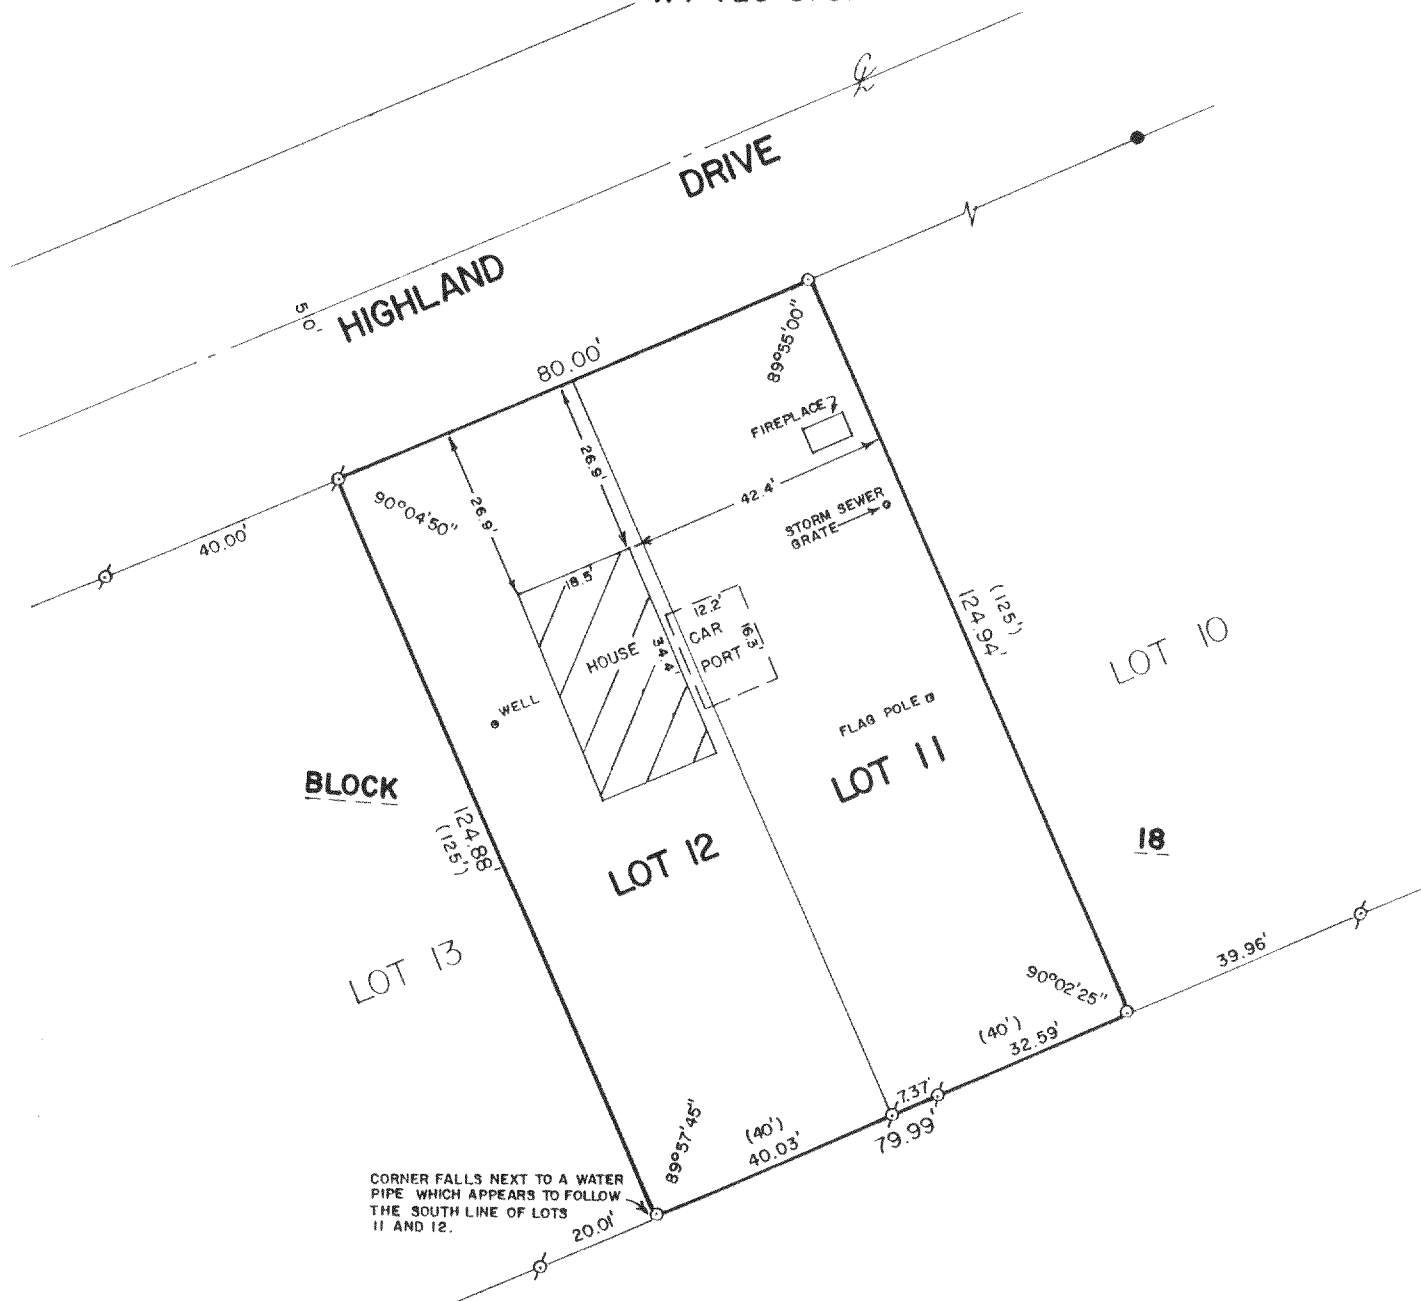 DRIVE
HIGHLAND
50'
80.00'
89°55'00"
FIREPLACE
26.9'
26.9'
90°04'50"
42.4'
STORM SEWER
GRATE
40.00'
18.5'
12.2'
CAR
PORT
16.3'
HOUSE
34.4'
(125')
124.94'
LOT 10
WELL
FLAG POLE
LOT 11
BLOCK
124.88'
(125')
LOT 12
18
LOT 13
39.96'
90°02'25"
(40')
32.59'
7.37'
79.99'
(40')
40.03'
89°57'45"
CORNER FALLS NEXT TO A WATER
PIPE WHICH APPEARS TO FOLLOW
THE SOUTH LINE OF LOTS
11 AND 12.
20.01'